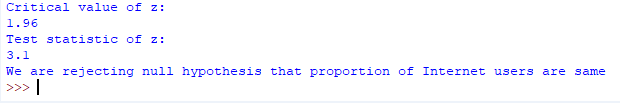 Critical value of z:
1.96
Test statistic of z:
3.1
We are rejecting null hypothesis that proportion of Internet users are same
>>>